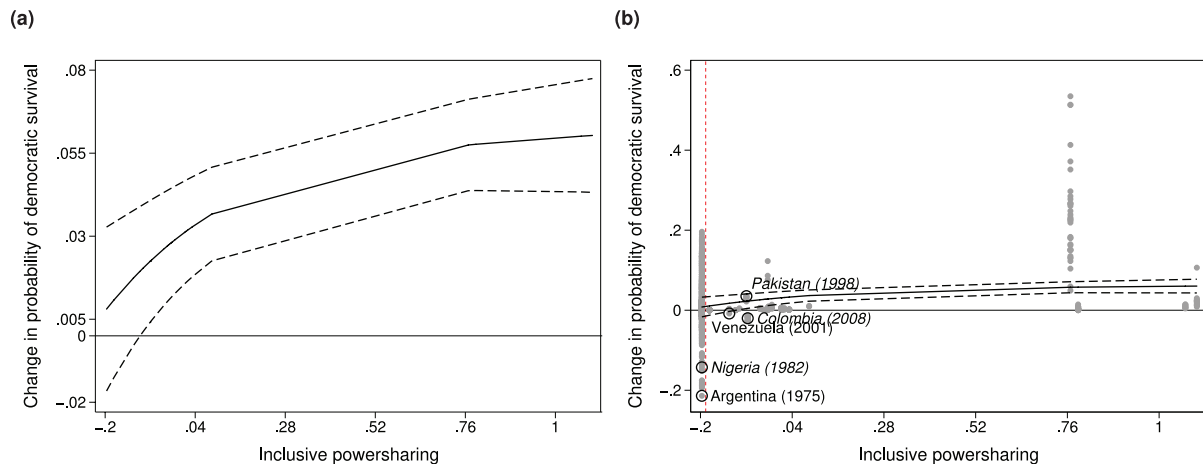 (a)
Change in probability of democratic survival
.08
.055
.03
.005
0
−.02
−.2
.04
.28
.52
.76
1
Inclusive powersharing
(b)
Change in probability of democratic survival
.6
.4
.2
0
−.2
Pakistan (1998)
Colombia (2008)
Venezuela (2001)
Nigeria (1982)
Argentina (1975)
−.2
.04
.28
.52
.76
1
Inclusive powersharing